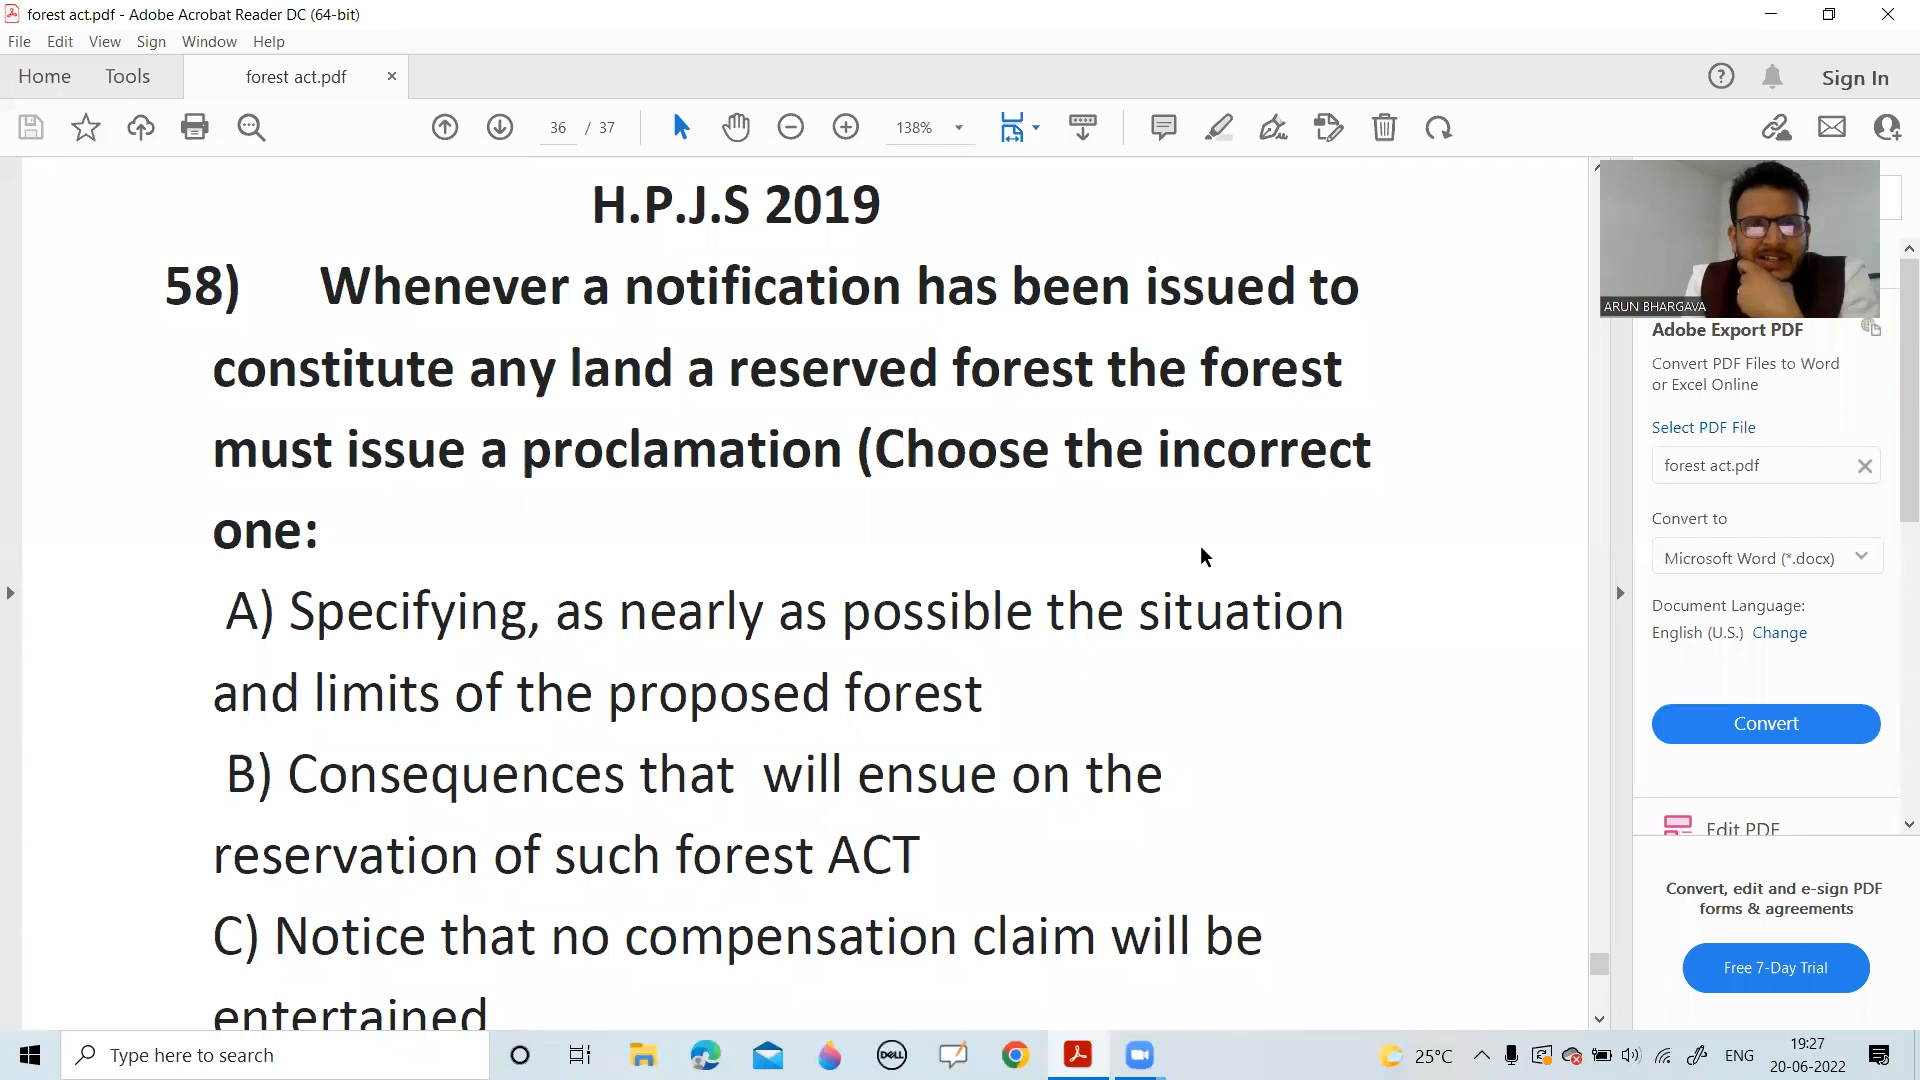 forest act.pdf - Adobe Acrobat Reader DC (64-bit)
File Edit View Sign Window Help
Home Tools forest act.pdf × Sign In
36 / 37 138%
H.P.J.S 2019
58) Whenever a notification has been issued to
constitute any land a reserved forest the forest
must issue a proclamation (Choose the incorrect
one:
A) Specifying, as nearly as possible the situation
and limits of the proposed forest
B) Consequences that will ensue on the
reservation of such forest ACT
C) Notice that no compensation claim will be
entertained
ARUN BHARGAVA
Adobe Export PDF
Convert PDF Files to Word
or Excel Online
Select PDF File
forest act.pdf
Convert to
Microsoft Word (*.docx)
Document Language:
English (U.S.) Change
Convert
Edit PDF
Convert, edit and e-sign PDF
forms & agreements
Free 7-Day Trial
Type here to search
DELL
25°C
ENG
19:27
20-06-2022